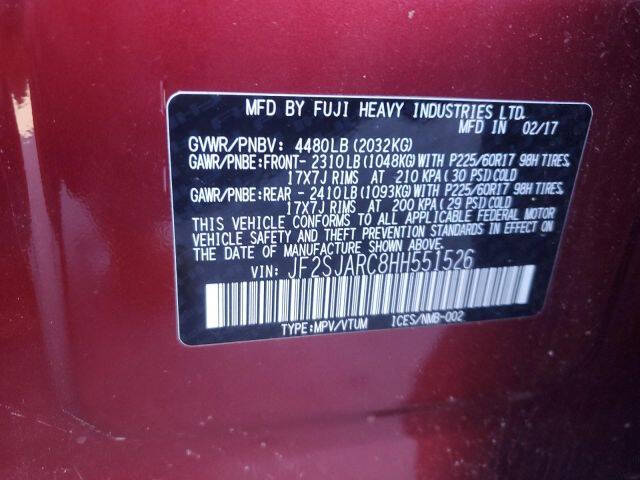 MFD BY FUJI HEAVY INDUSTRIES LTD.
MFD IN 02/17
GVWR/PNBV: 4480LB(2032KG)
GAWR/PNBE:FRONT- 2310LB(1048KG)WITH P225/60R17 98H TIRES
17X7J RIMS AT 210 KPA(30 PSI)COLD
GAWR/PNBE:REAR - 2410LB(1093KG)WITH P225/60R17 98H TIRES,
17X7J RIMS AT 200 KPA(29 PSI)COLD
THIS VEHICLE CONFORMS TO ALL APPLICABLE FEDERAL MOTOR
VEHICLE SAFETY AND THEFT PREVENTION STANDARDS IN EFFECT ON
THE DATE OF MANUFACTURE SHOWN ABOVE.
VIN: JF2SJARC8HH551526
TYPE:MPV/VTUM ICES/NMB-002